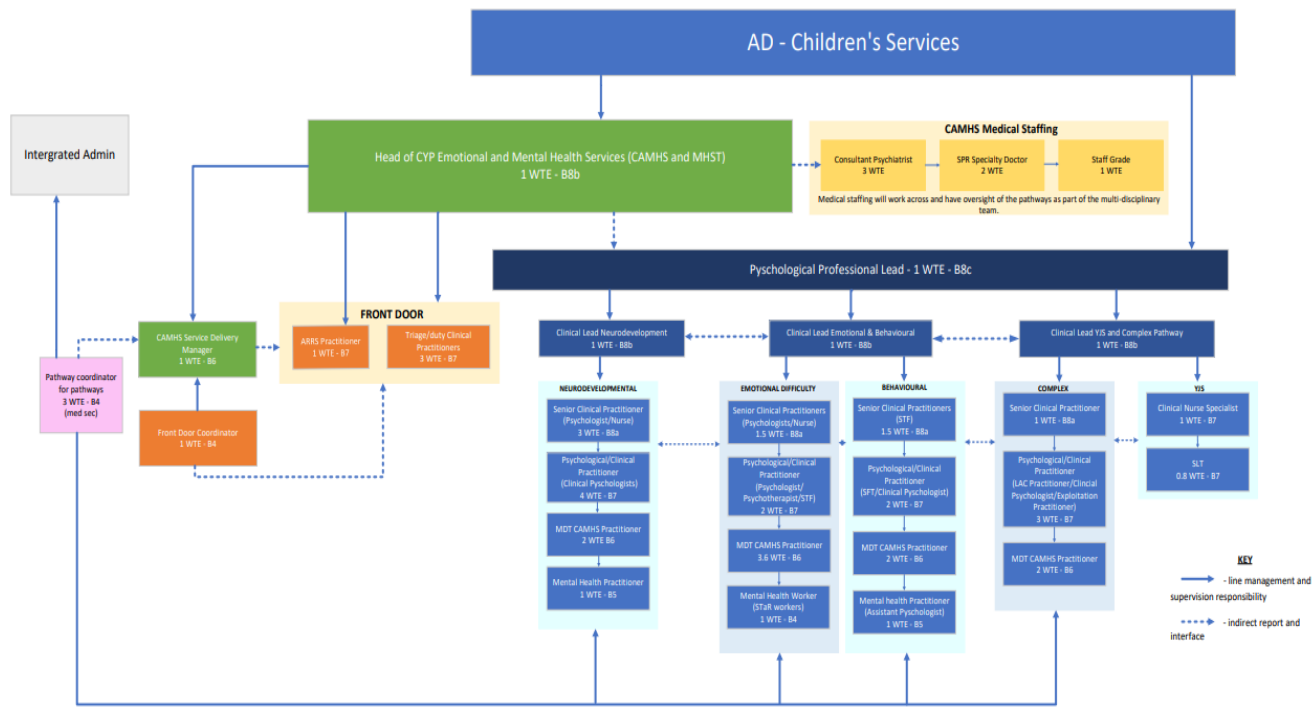 AD - Children's Services
Intergrated Admin
Head of CYP Emotional and Mental Health Services (CAMHS and MHST)
1 WTE - B8b
CAMHS Medical Staffing
Consultant Psychiatrist
3 WTE
SPR Specialty Doctor
2 WTE
Staff Grade
1 WTE
Medical staffing will work across and have oversight of the pathways as part of the multi-disciplinary
team.
Pyschological Professional Lead - 1 WTE - B8c
CAMHS Service Delivery
Manager
1 WTE - B6
FRONT DOOR
ARRS Practitioner
1 WTE - B7
Triage/duty Clinical
Practitioners
3 WTE - B7
Pathway coordinator
for pathways
3 WTE - B4
(med sec)
Front Door Coordinator
1 WTE - B4
Clinical Lead Neurodevelopment
1 WTE - B8b
Clinical Lead Emotional & Behavioural
1 WTE - B8b
Clinical Lead YJS and Complex Pathway
1 WTE - B8b
NEURODEVELOPMENTAL
Senior Clinical Practitioner
(Psychologist/Nurse)
3 WTE - B8a
Psychological/Clinical
Practitioner
(Clinical Pyschologists)
4 WTE - B7
MDT CAMHS Practitioner
2 WTE B6
Mental Health Practitioner
1 WTE - B5
EMOTIONAL DIFFICULTY
Senior Clinical Practitioners
(Psychologists/Nurse)
1.5 WTE - B8a
Psychological/Clinical
Practitioner
(Psychologist/
Psychotherapist/STF)
2 WTE - B7
MDT CAMHS Practitioner
3.6 WTE - B6
Mental Health Worker
(STaR workers)
1 WTE - B4
BEHAVIOURAL
Senior Clinical Practitioners
(STF)
1.5 WTE - B8a
Psychological/Clinical
Practitioner
(SFT/Clinical Pyschologist)
2 WTE - B7
MDT CAMHS Practitioner
2 WTE - B6
Mental health Practitioner
(Assistant Pyschologist)
1 WTE - B5
COMPLEX
Senior Clinical Practitioner
1 WTE - B8a
Psychological/Clinical
Practitioner
(LAC Practitioner/Clincial
Psychologist/Exploitation
Practitioner)
3 WTE - B7
MDT CAMHS Practitioner
2 WTE - B6
YJS
Clinical Nurse Specialist
1 WTE - B7
SLT
0.8 WTE - B7
KEY
- line management and
supervision responsibility
- indirect report and
interface